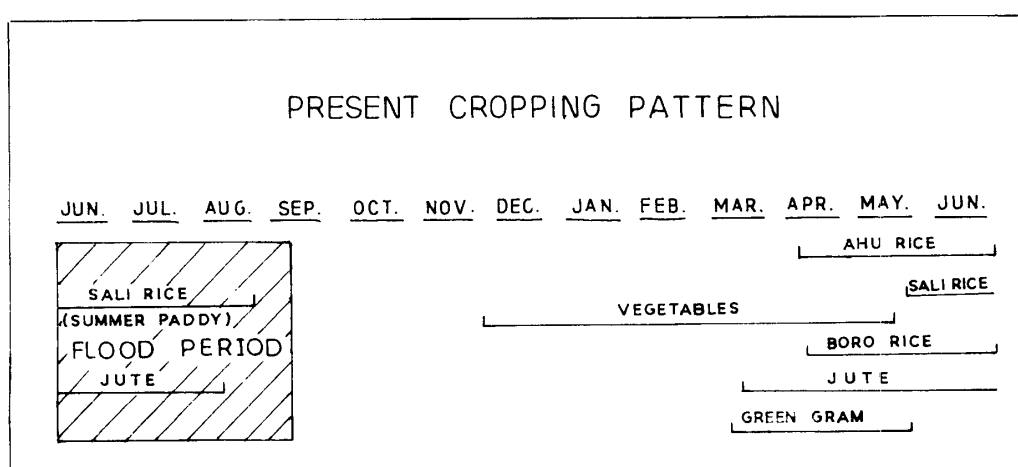 PRESENT CROPPING PATTERN
JUN. JUL. AUG. SEP. OCT. NOV. DEC. JAN. FEB. MAR. APR. MAY. JUN.
AHU RICE
SALI RICE
SALI RICE
(SUMMER PADDY)
VEGETABLES
FLOOD PERIOD
BORO RICE
JUTE
JUTE
GREEN GRAM